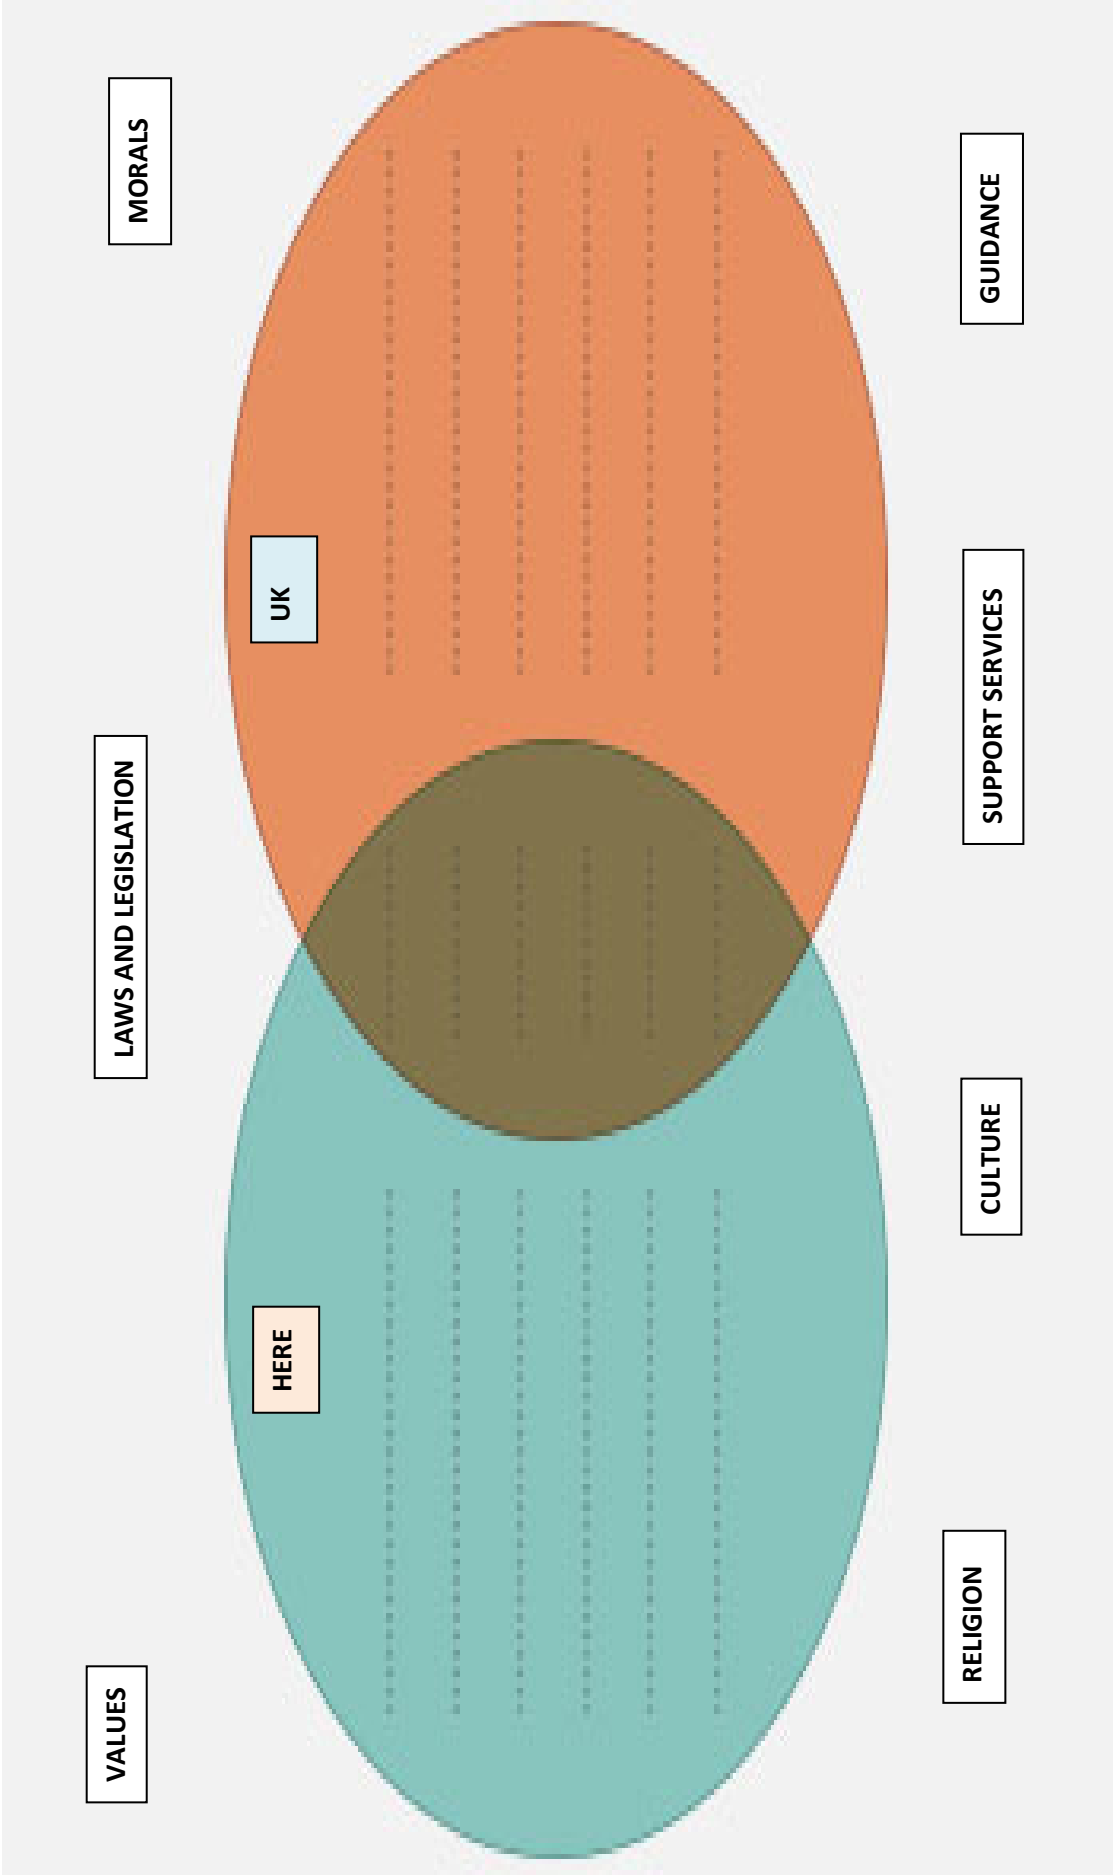 VALUES
LAWS AND LEGISLATION
MORALS
HERE
UK
RELIGION
CULTURE
SUPPORT SERVICES
GUIDANCE